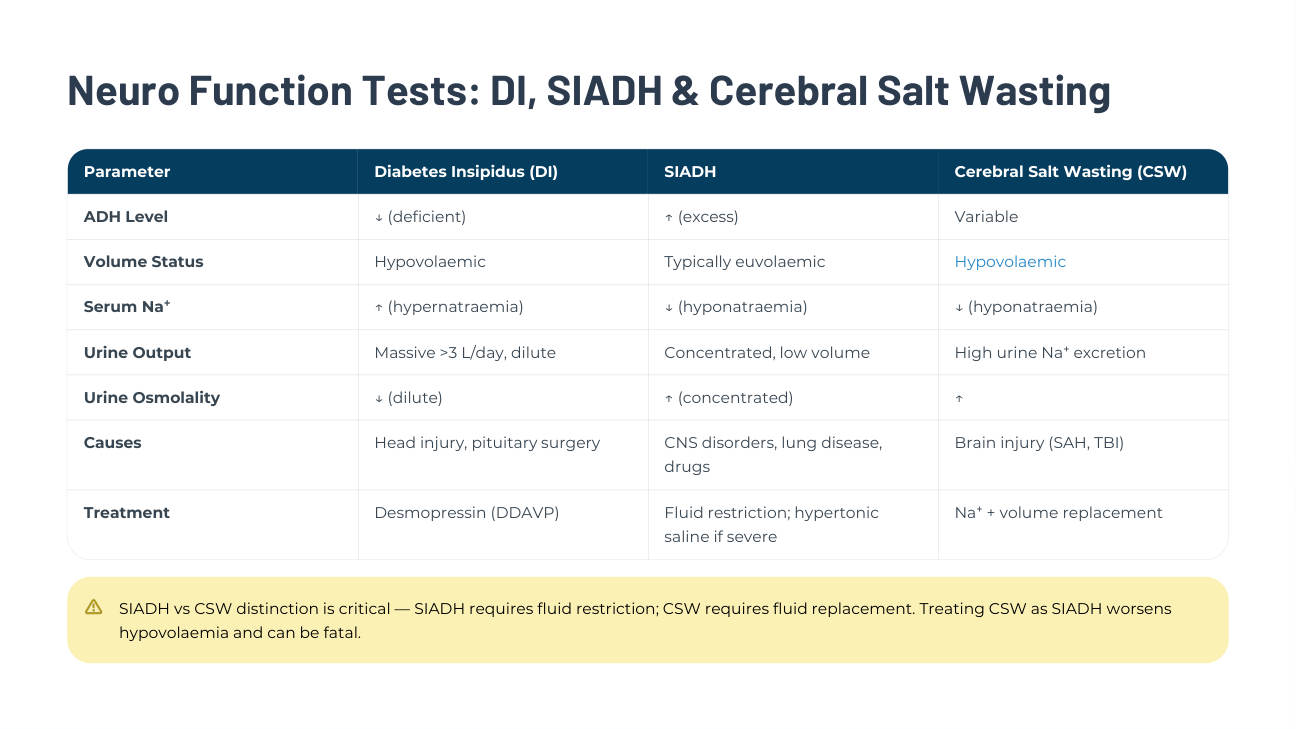 Neuro Function Tests: DI, SIADH & Cerebral Salt Wasting
Parameter Diabetes Insipidus (DI) SIADH Cerebral Salt Wasting (CSW)
ADH Level ↓ (deficient) ↑ (excess) Variable
Volume Status Hypovolaemic Typically euvolaemic Hypovolaemic
Serum Na⁺ ↑ (hypernatraemia) ↓ (hyponatraemia) ↓ (hyponatraemia)
Urine Output Massive >3 L/day, dilute Concentrated, low volume High urine Na⁺ excretion
Urine Osmolality ↓ (dilute) ↑ (concentrated) ↑
Causes Head injury, pituitary surgery CNS disorders, lung disease, Brain injury (SAH, TBI)
drugs
Treatment Desmopressin (DDAVP) Fluid restriction; hypertonic Na⁺ + volume replacement
saline if severe
SIADH vs CSW distinction is critical — SIADH requires fluid restriction; CSW requires fluid replacement. Treating CSW as SIADH worsens
hypovolaemia and can be fatal.